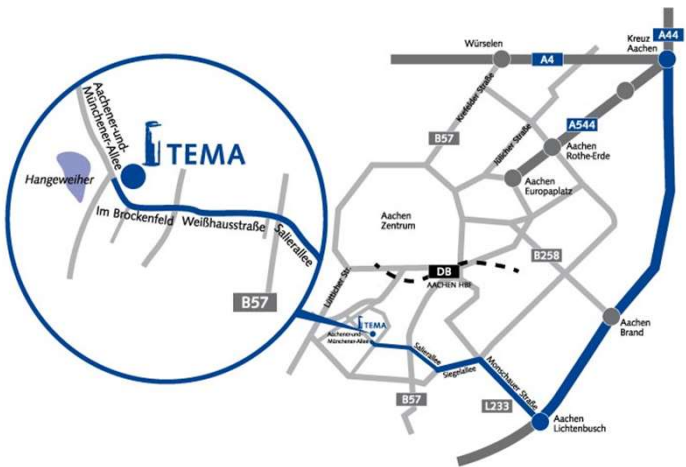 Aachener-und-
Münchener-Allee
TEMA
Hangeweiher
Im Brockenfeld
Weißhausstraße
Salierallee
B57
Kreuz
Aachen
A44
Würselen
A4
Krefelder Straße
B57
Jülicher Straße
A544
Aachen
Rothe-Erde
Aachen
Europaplatz
Aachen
Zentrum
B258
DB
AACHEN HBF
Lütticher Str.
TEMA
Aachener-und-
Münchener-Allee
Salierallee
Siegelallee
Monschauer Straße
B57
L233
Aachen
Brand
Aachen
Lichtenbusch